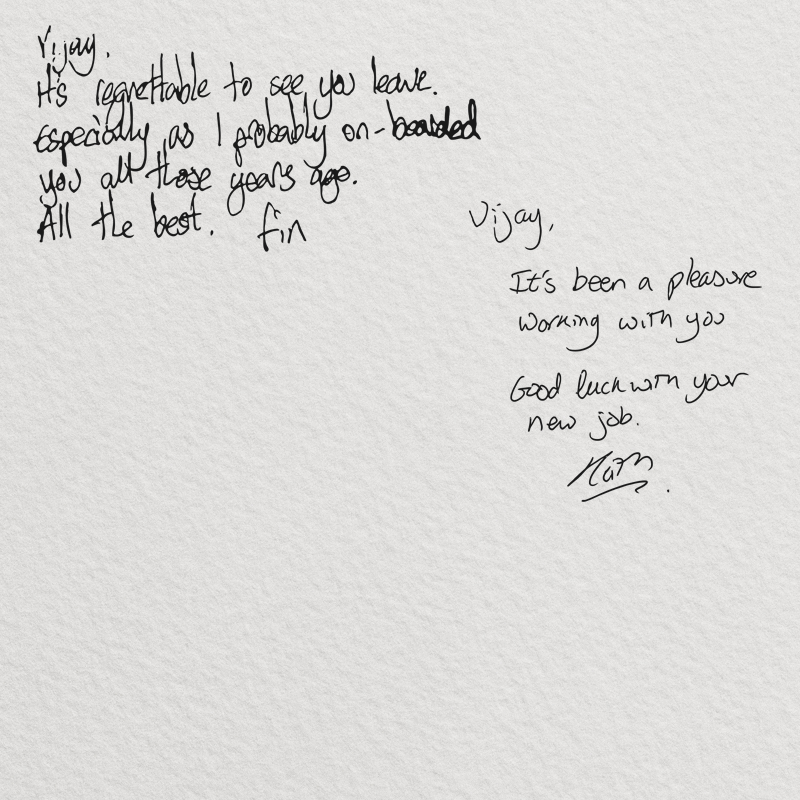 Vijay.
It's regrettable to see you leave.
Especially as I probably on-boarded
you all those years ago.
All the best. fin
Vijay,
It's been a pleasure
working with you
Good luck with your
new job.